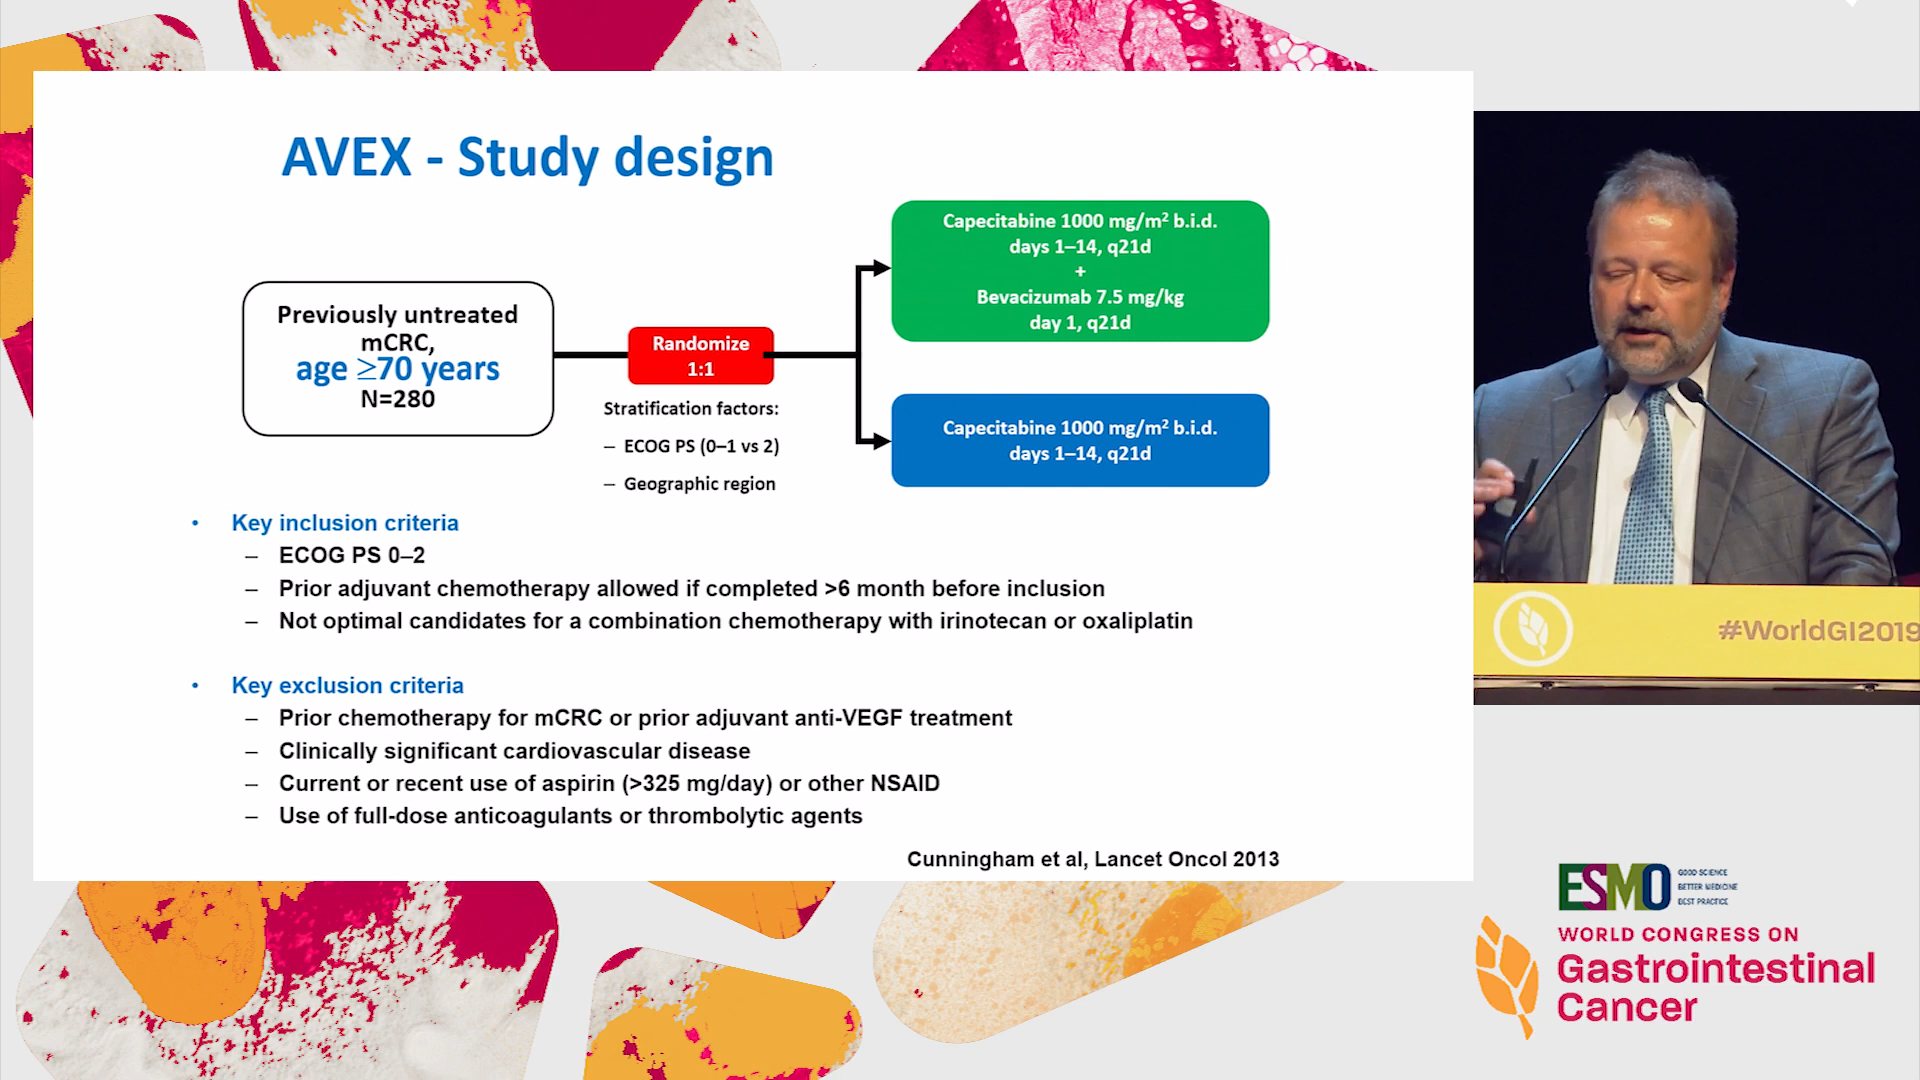 AVEX - Study design
Previously untreated
mCRC,
age ≥70 years
N=280
Randomize
1:1
Stratification factors:
– ECOG PS (0–1 vs 2)
– Geographic region
Capecitabine 1000 mg/m² b.i.d.
days 1–14, q21d
+
Bevacizumab 7.5 mg/kg
day 1, q21d
Capecitabine 1000 mg/m² b.i.d.
days 1–14, q21d
• Key inclusion criteria
– ECOG PS 0–2
– Prior adjuvant chemotherapy allowed if completed >6 month before inclusion
– Not optimal candidates for a combination chemotherapy with irinotecan or oxaliplatin
• Key exclusion criteria
– Prior chemotherapy for mCRC or prior adjuvant anti-VEGF treatment
– Clinically significant cardiovascular disease
– Current or recent use of aspirin (>325 mg/day) or other NSAID
– Use of full-dose anticoagulants or thrombolytic agents
Cunningham et al, Lancet Oncol 2013
#WorldGI2019
ESMO
GOOD SCIENCE
BETTER MEDICINE
BEST PRACTICE
WORLD CONGRESS ON
Gastrointestinal
Cancer